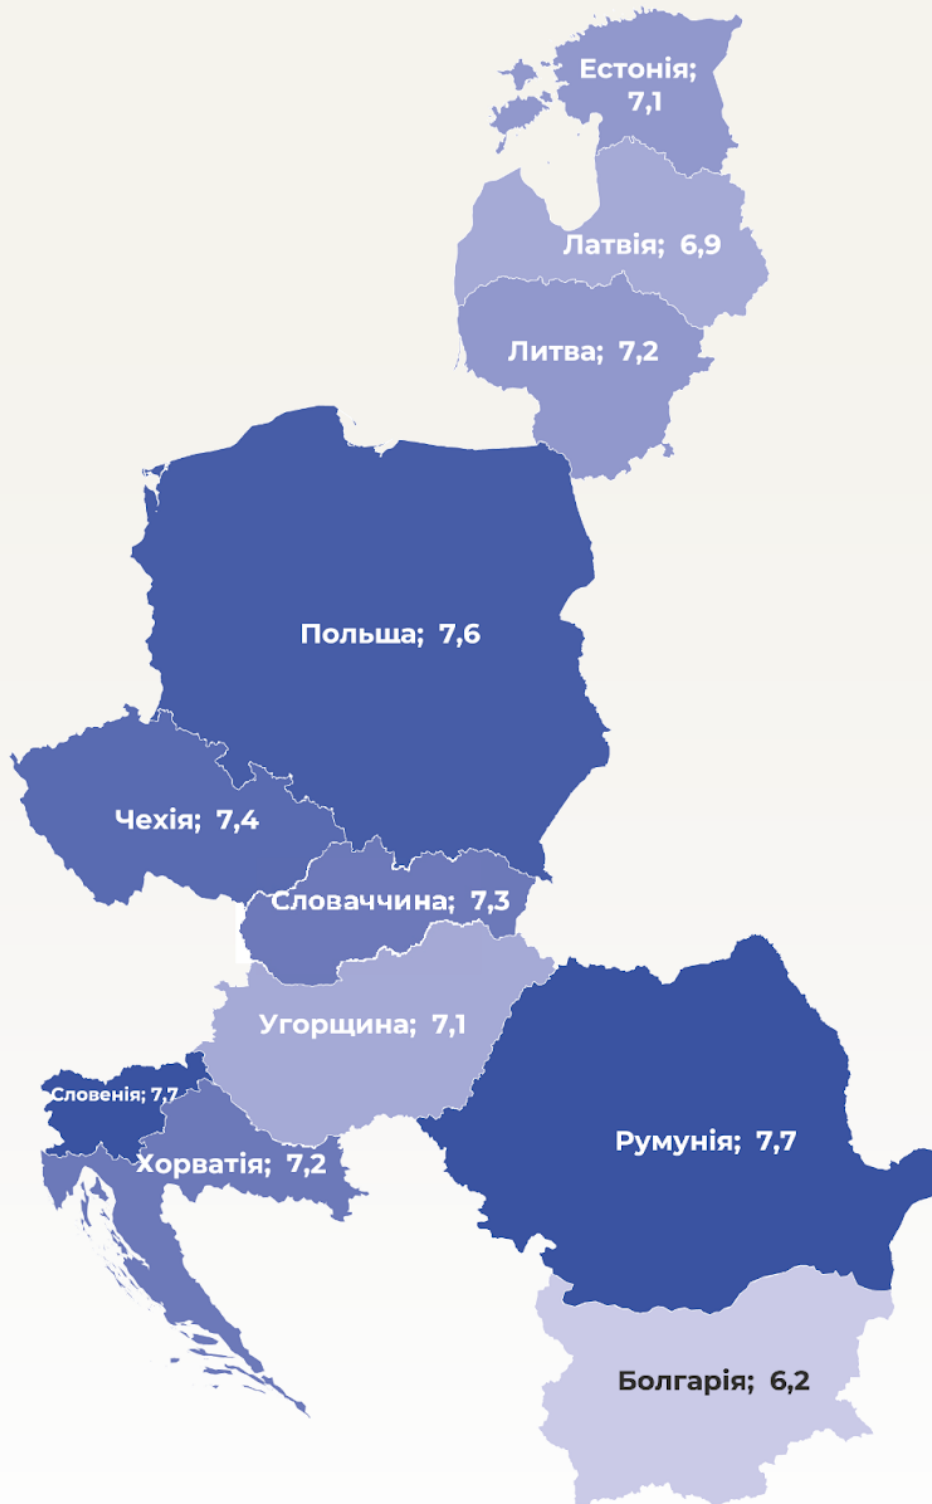 Естонія;
7,1
Латвія; 6,9
Литва; 7,2
Польща; 7,6
Чехія; 7,4
Словаччина; 7,3
Угорщина; 7,1
Словенія; 7,7
Румунія; 7,7
Хорватія; 7,2
Болгарія; 6,2